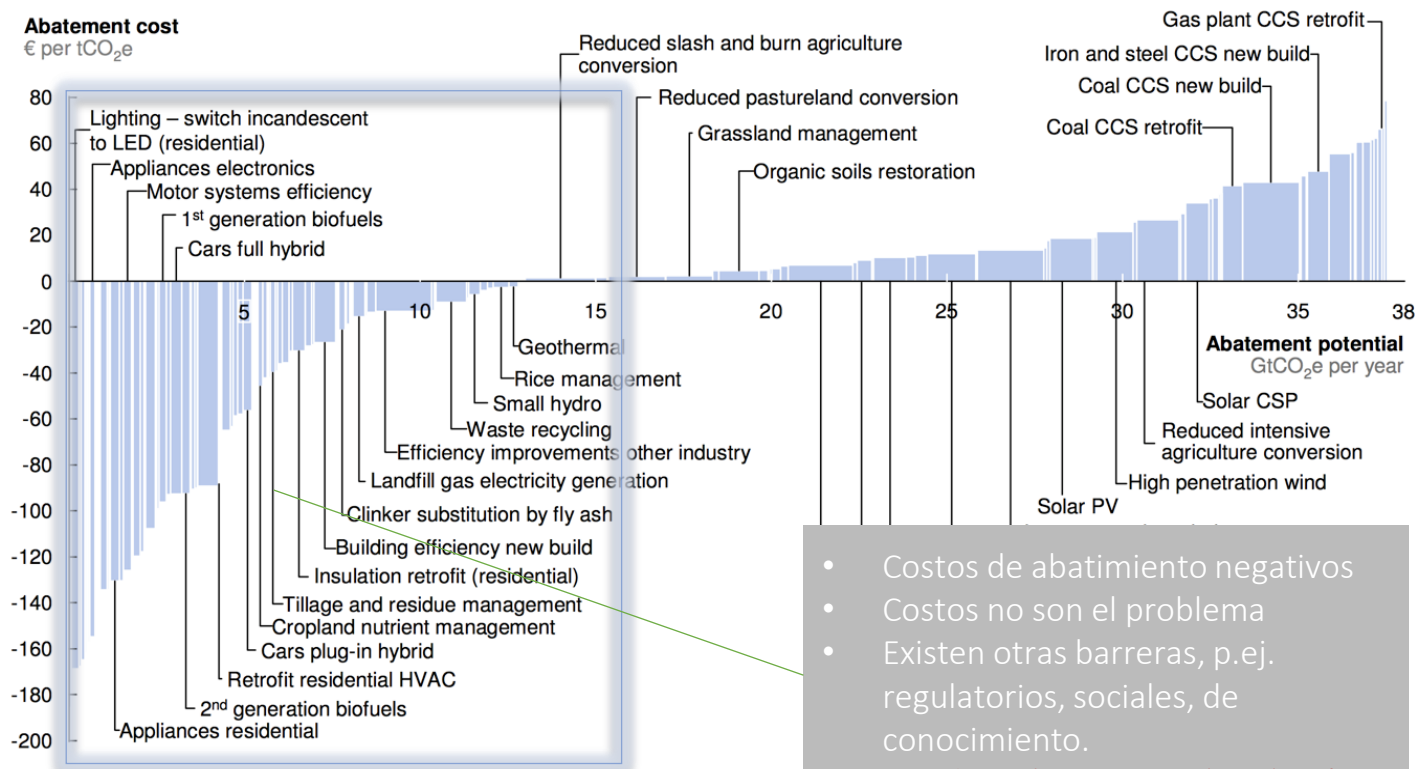 Abatement cost
€ per tCO₂e
80
60
40
20
0
-20
-40
-60
-80
-100
-120
-140
-160
-180
-200
5
10
15
20
25
30
35
38
Abatement potential
GtCO₂e per year
Lighting – switch incandescent
to LED (residential)
Appliances electronics
Motor systems efficiency
1st generation biofuels
Cars full hybrid
Reduced slash and burn agriculture
conversion
Reduced pastureland conversion
Grassland management
Organic soils restoration
Gas plant CCS retrofit
Iron and steel CCS new build
Coal CCS new build
Coal CCS retrofit
Geothermal
Rice management
Small hydro
Waste recycling
Efficiency improvements other industry
Landfill gas electricity generation
Clinker substitution by fly ash
Building efficiency new build
Insulation retrofit (residential)
Tillage and residue management
Cropland nutrient management
Cars plug-in hybrid
Retrofit residential HVAC
2nd generation biofuels
Appliances residential
Solar CSP
Reduced intensive
agriculture conversion
High penetration wind
Solar PV
• Costos de abatimiento negativos
• Costos no son el problema
• Existen otras barreras, p.ej.
regulatorios, sociales, de
conocimiento.